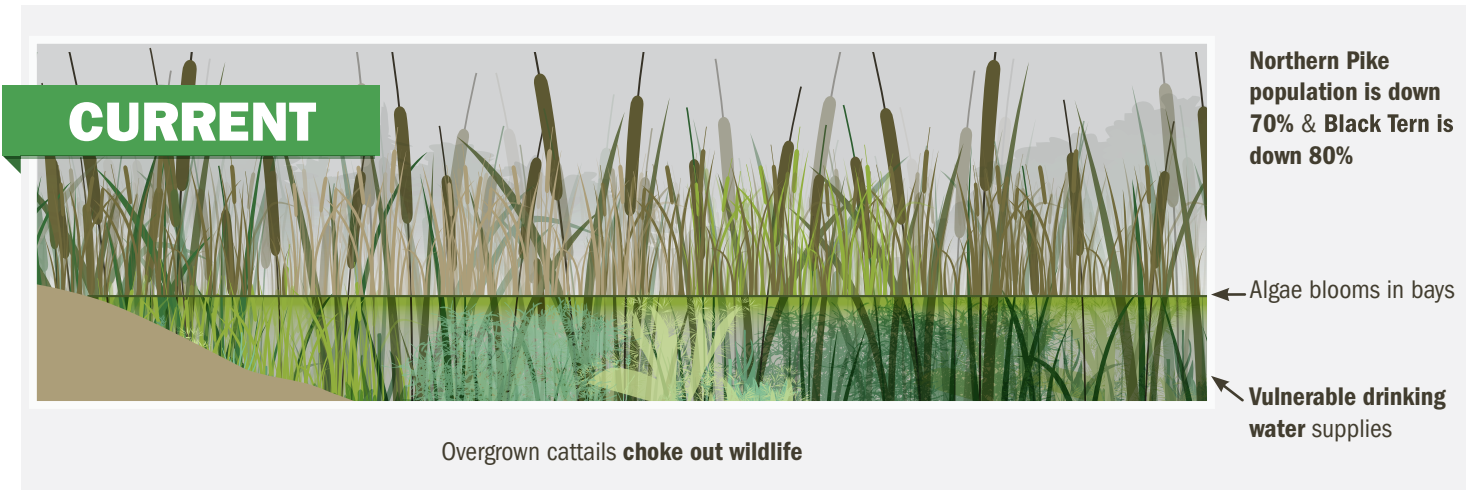 CURRENT
Northern Pike
population is down
70% & Black Tern is
down 80%
Algae blooms in bays
Vulnerable drinking
water supplies
Overgrown cattails choke out wildlife